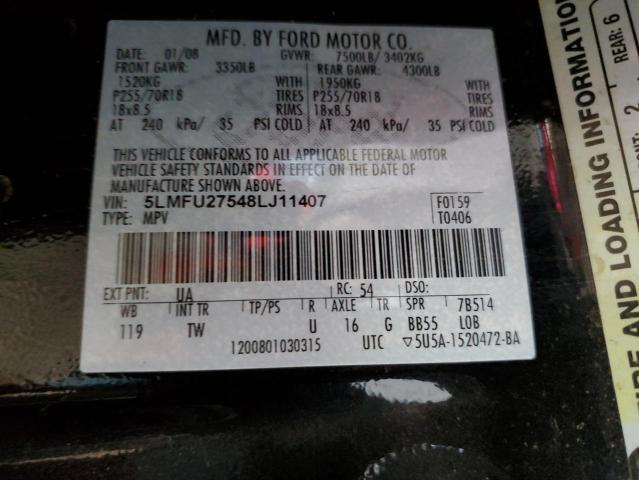 MFD. BY FORD MOTOR CO.
DATE: 01/08 GVWR: 7500LB/ 3402KG
FRONT GAWR: 3350LB REAR GAWR: 4300LB
1520KG WITH 1950KG WITH
P255/70R18 TIRES P255/70R18 TIRES
18x8.5 RIMS 18x8.5 RIMS
AT 240 kPa/ 35 PSI COLD AT 240 kPa/ 35 PSI COLD
THIS VEHICLE CONFORMS TO ALL APPLICABLE FEDERAL MOTOR
VEHICLE SAFETY STANDARDS IN EFFECT ON THE DATE OF
MANUFACTURE SHOWN ABOVE.
VIN: 5LMFU27548LJ11407 F0159
TYPE: MPV T0406
EXT PNT: UA RC: 54 DSO:
WB INT TR TP/PS R AXLE TR SPR 7B514
119 TW U 16 G BB55 LOB
1200801030315 UTC ▽5U5A-1520472-BA
AND LOADING INFORMATION
REAR: 6
2